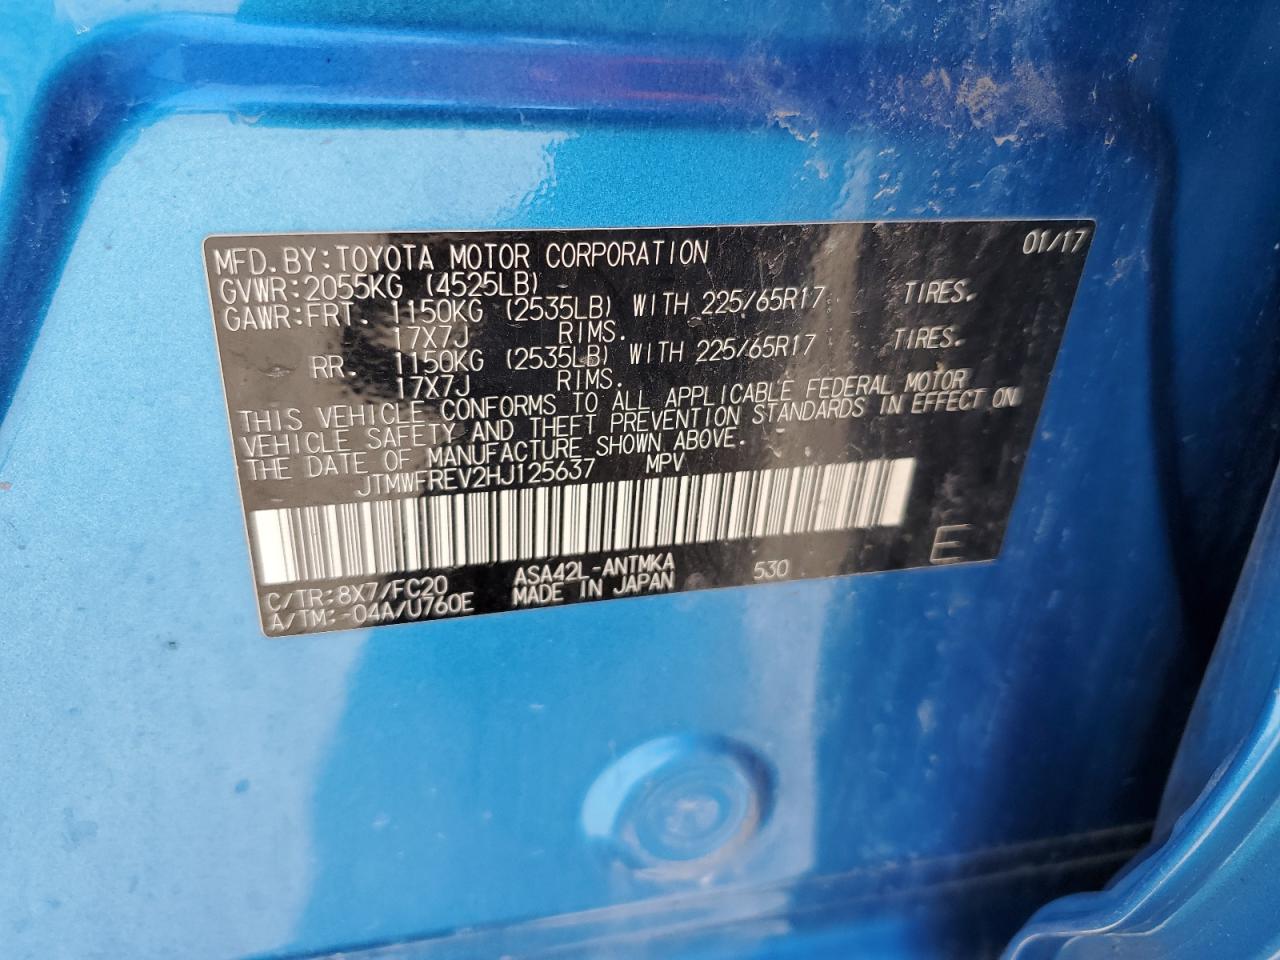 MFD. BY: TOYOTA MOTOR CORPORATION 01/17
GVWR: 2055KG (4525LB)
GAWR: FRT. 1150KG (2535LB) WITH 225/65R17 TIRES.
17X7J RIMS.
RR. 1150KG (2535LB) WITH 225/65R17 TIRES.
17X7J RIMS.
THIS VEHICLE CONFORMS TO ALL APPLICABLE FEDERAL MOTOR
VEHICLE SAFETY AND THEFT PREVENTION STANDARDS IN EFFECT ON
THE DATE OF MANUFACTURE SHOWN ABOVE.
JTMWFREV2HJ125637 MPV
C/TR: 8X7/FC20 ASA42L-ANTMKA 530 E
A/TM: -04A/U760E MADE IN JAPAN